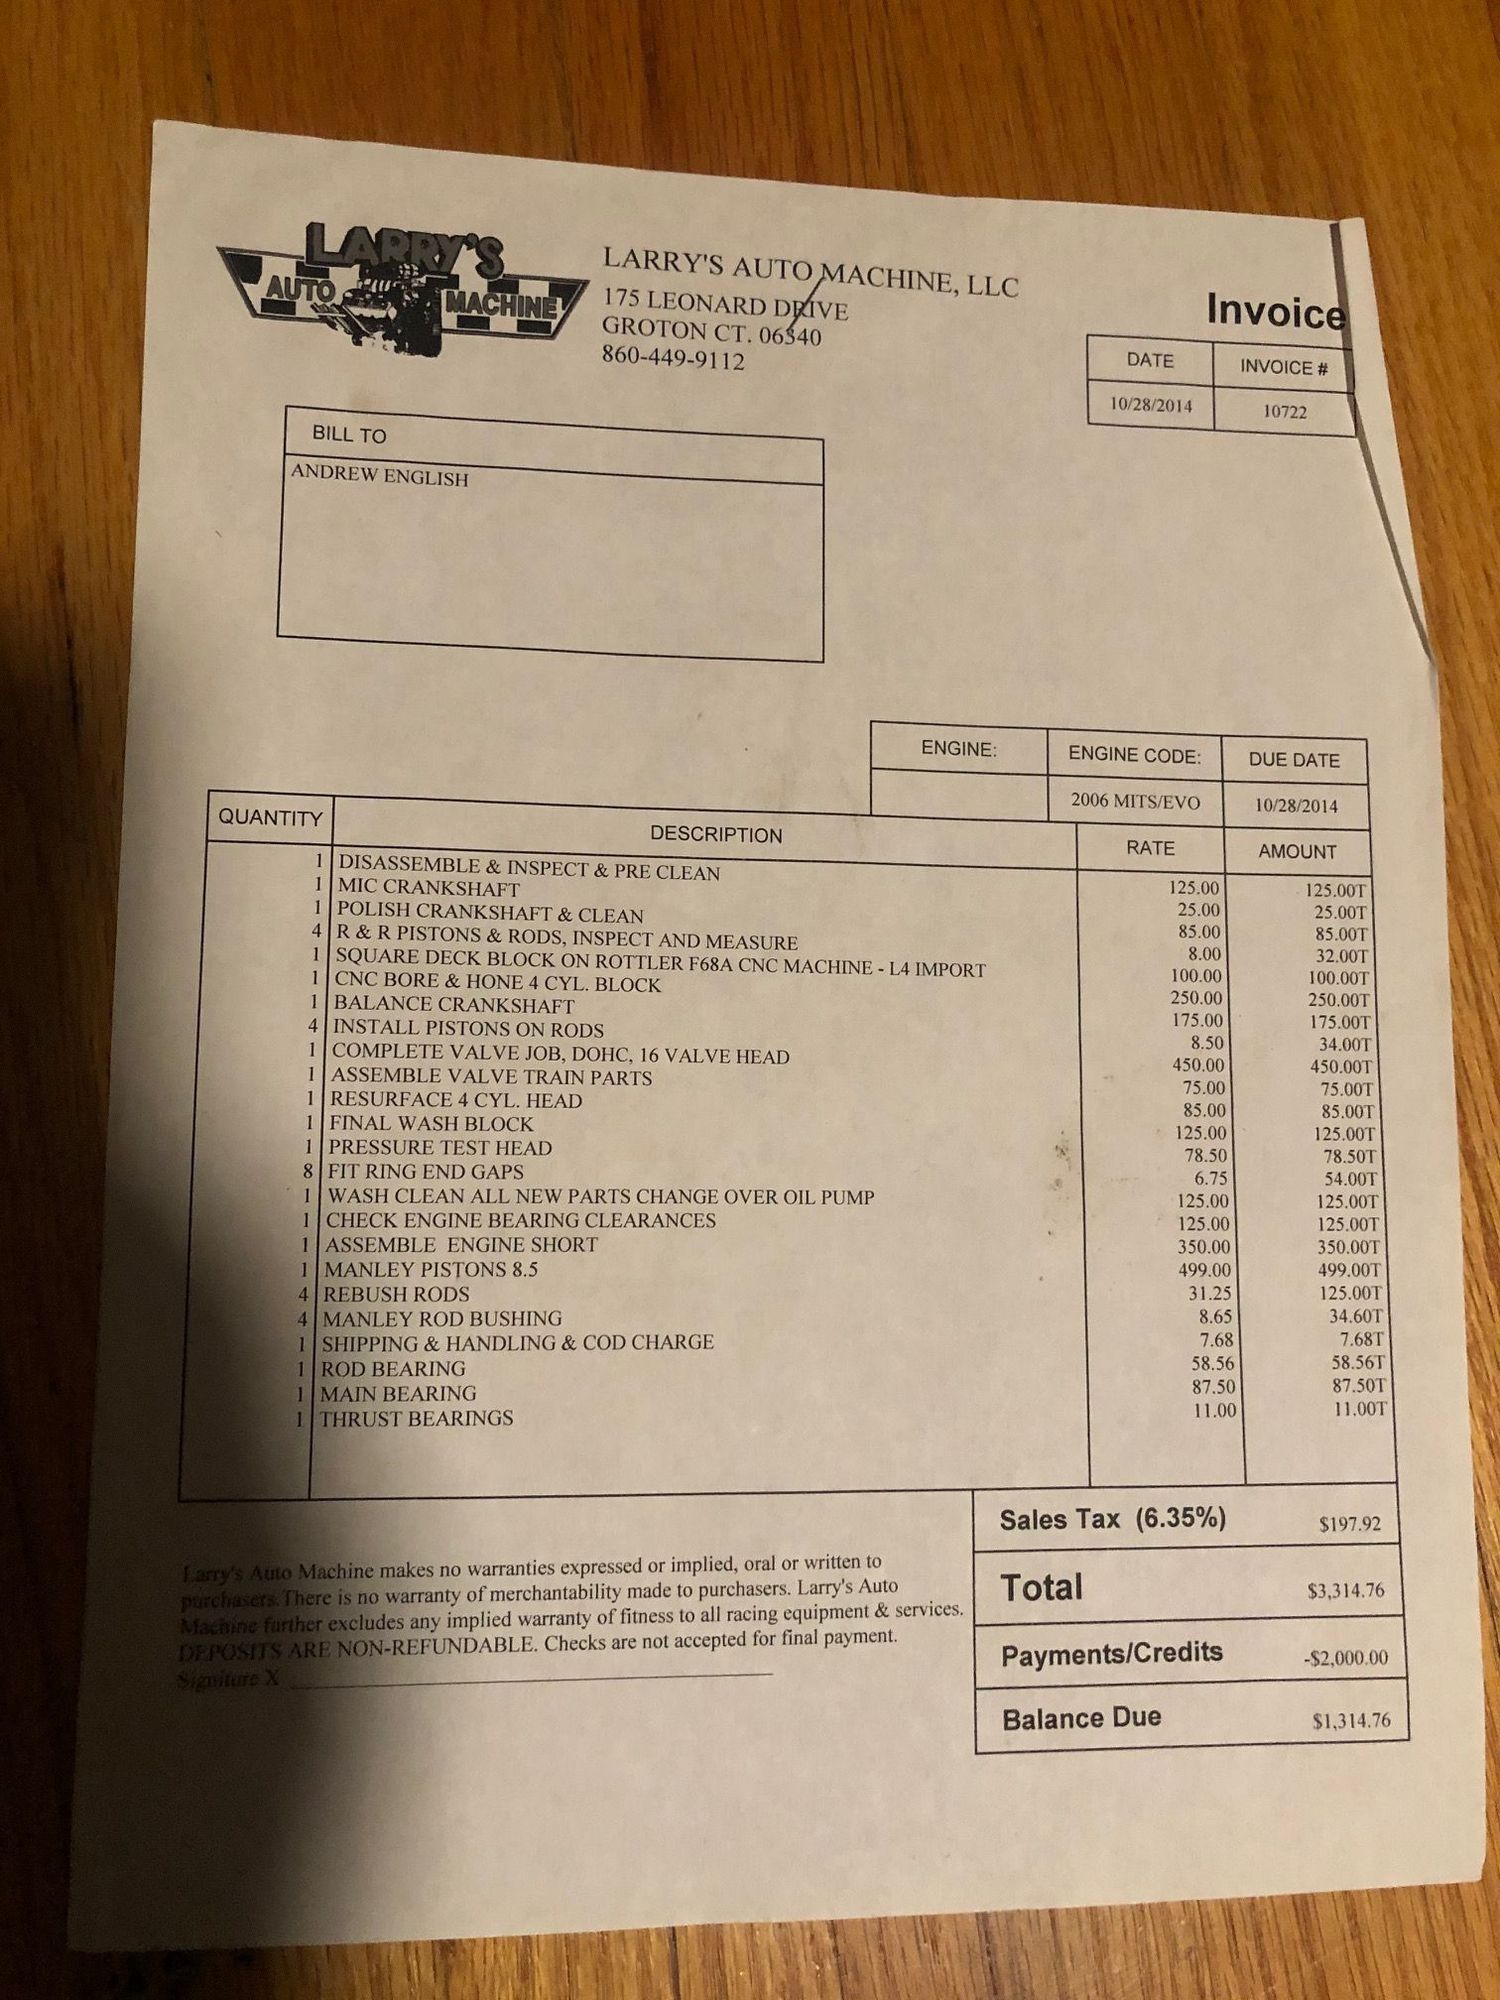 LARRY'S
AUTO MACHINE
LARRY'S AUTO MACHINE, LLC
175 LEONARD DRIVE
GROTON CT. 06340
860-449-9112
Invoice
DATE INVOICE #
10/28/2014 10722
BILL TO
ANDREW ENGLISH
ENGINE: ENGINE CODE: DUE DATE
2006 MITS/EVO 10/28/2014
QUANTITY DESCRIPTION RATE AMOUNT
1 DISASSEMBLE & INSPECT & PRE CLEAN 125.00 125.00T
1 MIC CRANKSHAFT 25.00 25.00T
1 POLISH CRANKSHAFT & CLEAN 85.00 85.00T
4 R & R PISTONS & RODS, INSPECT AND MEASURE 8.00 32.00T
1 SQUARE DECK BLOCK ON ROTTLER F68A CNC MACHINE - L4 IMPORT 100.00 100.00T
1 CNC BORE & HONE 4 CYL. BLOCK 250.00 250.00T
1 BALANCE CRANKSHAFT 175.00 175.00T
4 INSTALL PISTONS ON RODS 8.50 34.00T
1 COMPLETE VALVE JOB, DOHC, 16 VALVE HEAD 450.00 450.00T
1 ASSEMBLE VALVE TRAIN PARTS 75.00 75.00T
1 RESURFACE 4 CYL. HEAD 85.00 85.00T
1 FINAL WASH BLOCK 125.00 125.00T
1 PRESSURE TEST HEAD 78.50 78.50T
8 FIT RING END GAPS 6.75 54.00T
1 WASH CLEAN ALL NEW PARTS CHANGE OVER OIL PUMP 125.00 125.00T
1 CHECK ENGINE BEARING CLEARANCES 125.00 125.00T
1 ASSEMBLE ENGINE SHORT 350.00 350.00T
1 MANLEY PISTONS 8.5 499.00 499.00T
4 REBUSH RODS 31.25 125.00T
4 MANLEY ROD BUSHING 8.65 34.60T
1 SHIPPING & HANDLING & COD CHARGE 7.68 7.68T
1 ROD BEARING 58.56 58.56T
1 MAIN BEARING 87.50 87.50T
1 THRUST BEARINGS 11.00 11.00T
Sales Tax (6.35%) $197.92
Total $3,314.76
Payments/Credits -$2,000.00
Balance Due $1,314.76
Larry's Auto Machine makes no warranties expressed or implied, oral or written to
purchasers. There is no warranty of merchantability made to purchasers. Larry's Auto
Machine further excludes any implied warranty of fitness to all racing equipment & services.
DEPOSITS ARE NON-REFUNDABLE. Checks are not accepted for final payment.
Signiture X